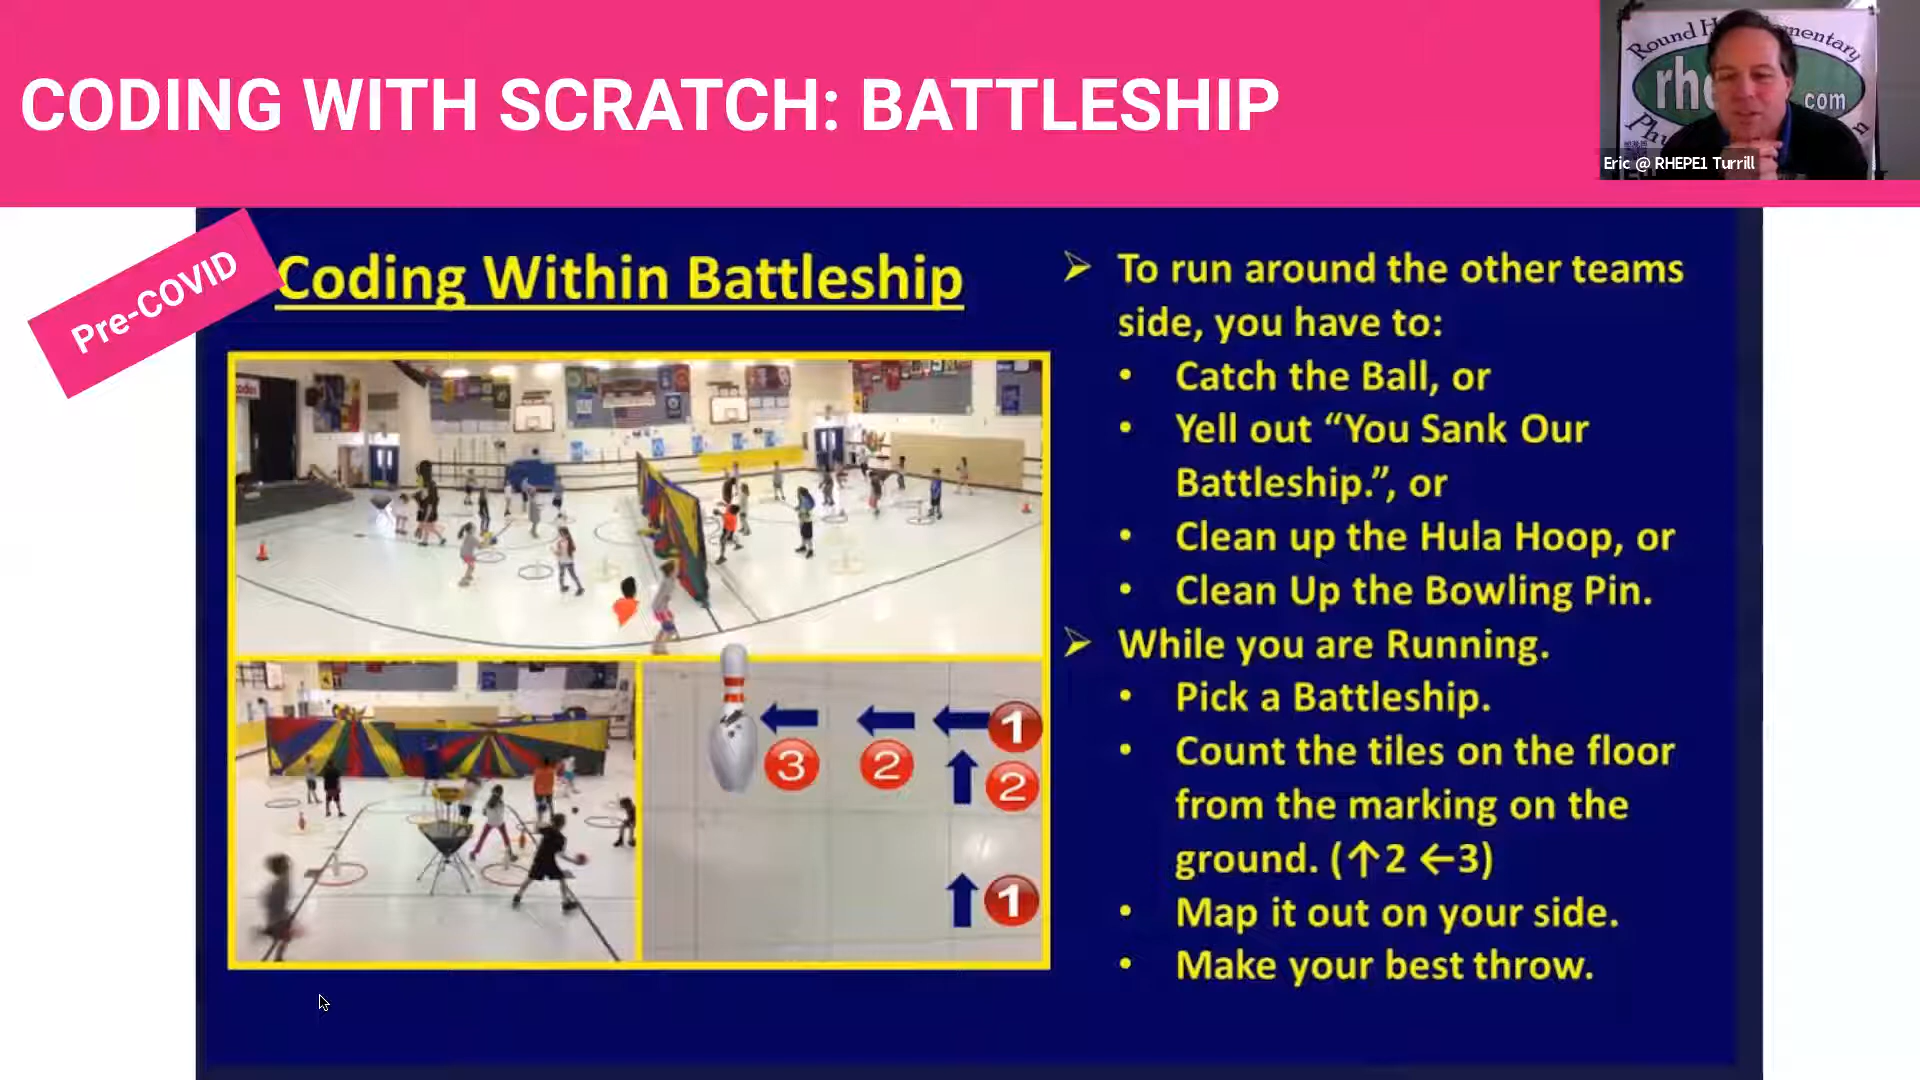 CODING WITH SCRATCH: BATTLESHIP
Round
Elementary
rhe
com
Eric @ RHEPE1 Turrill
Pre-COVID
Coding Within Battleship
➢ To run around the other teams
side, you have to:
• Catch the Ball, or
• Yell out “You Sank Our
Battleship.”, or
• Clean up the Hula Hoop, or
• Clean Up the Bowling Pin.
➢ While you are Running.
• Pick a Battleship.
• Count the tiles on the floor
from the marking on the
ground. (↑2 ←3)
• Map it out on your side.
• Make your best throw.
1
3
2
2
1